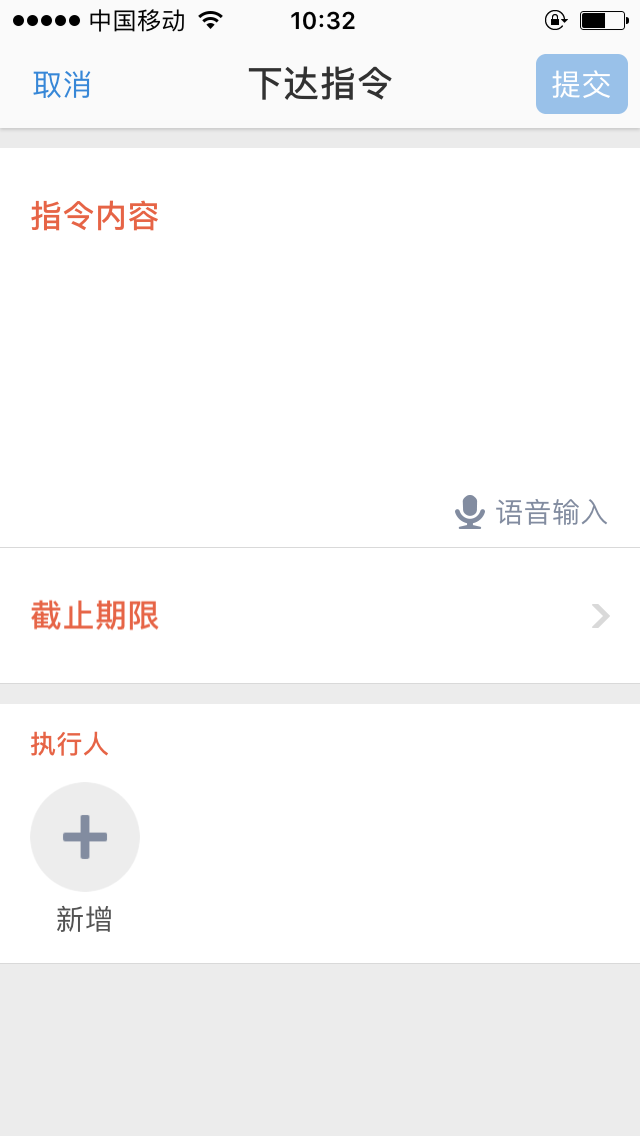 中国移动 10:32
取消 下达指令 提交
指令内容
语音输入
截止期限
执行人
新增